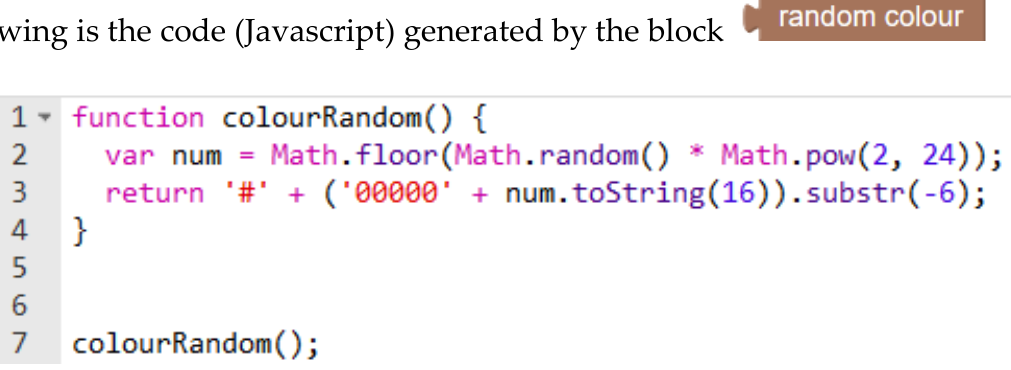 wing is the code (Javascript) generated by the block random colour
1 function colourRandom() {
2 var num = Math.floor(Math.random() * Math.pow(2, 24));
3 return '#' + ('00000' + num.toString(16)).substr(-6);
4 }
5
6
7 colourRandom();